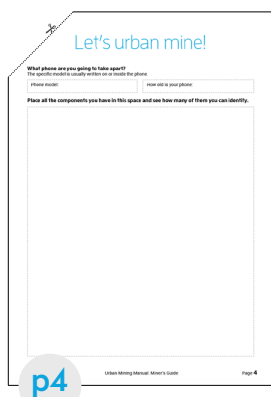 Let's urban mine!
What phone are you going to take apart?
The specific model is usually written on or inside the phone
Phone model:
How old is your phone:
Place all the components you have in this space and see how many of them you can identify.
Urban Mining Manual: Miner's Guide
Page 4
p4